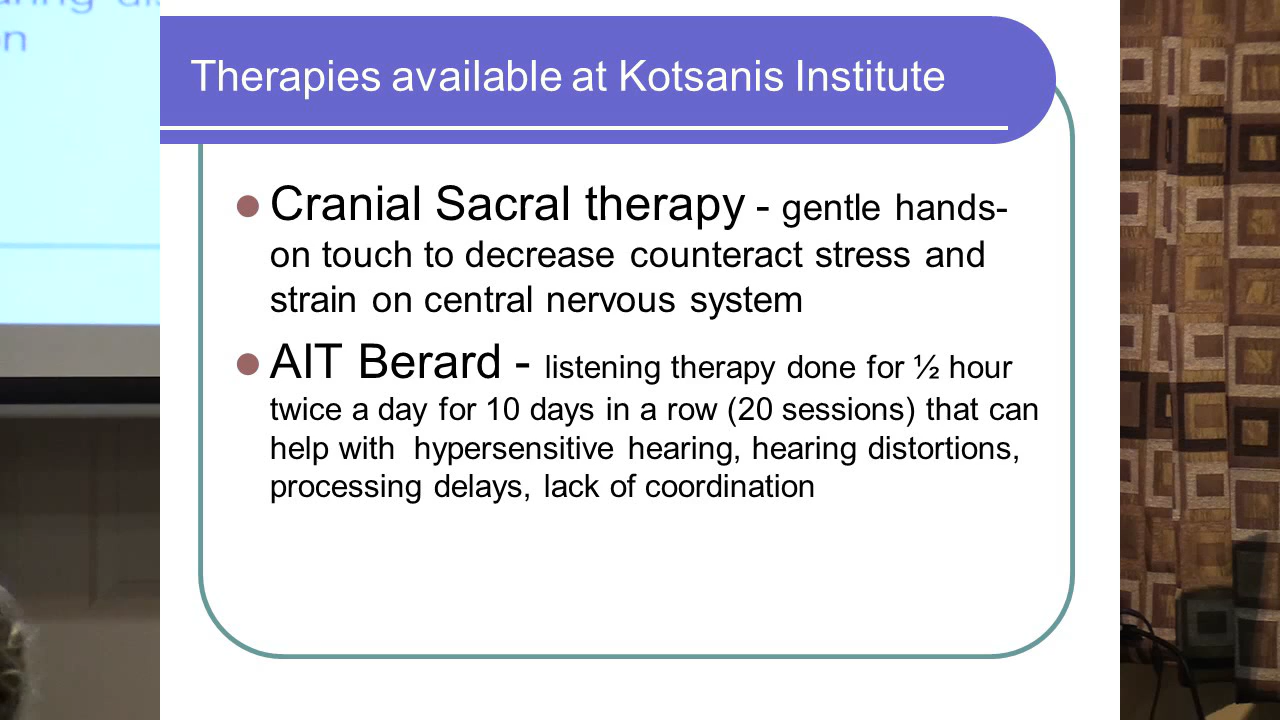 Therapies available at Kotsanis Institute
Cranial Sacral therapy - gentle hands-
on touch to decrease counteract stress and
strain on central nervous system
AIT Berard - listening therapy done for ½ hour
twice a day for 10 days in a row (20 sessions) that can
help with  hypersensitive hearing, hearing distortions,
processing delays, lack of coordination